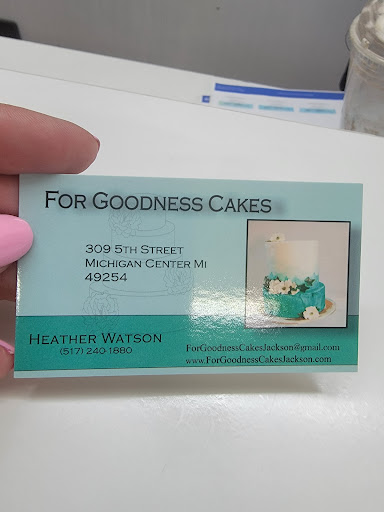 FOR GOODNESS CAKES
309 5TH STREET
MICHIGAN CENTER MI
49254
HEATHER WATSON
(517) 240-1880
ForGoodnessCakesJackson@gmail.com
www.ForGoodnessCakesJackson.com